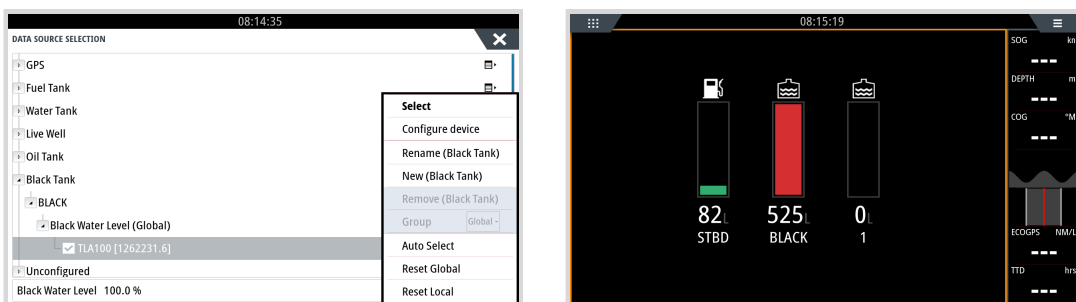 08:14:35
DATA SOURCE SELECTION
GPS
Fuel Tank
Water Tank
Live Well
Oil Tank
Black Tank
BLACK
Black Water Level (Global)
TLA100 [1262231.6]
Unconfigured
Black Water Level 100.0 %
Select
Configure device
Rename (Black Tank)
New (Black Tank)
Remove (Black Tank)
Group Global
Auto Select
Reset Global
Reset Local
08:15:19
82L 525L 0L
STBD BLACK 1
SOG kn
---
DEPTH m
---
COG °M
---
ECOGPS NM/L
---
TTD hrs
---